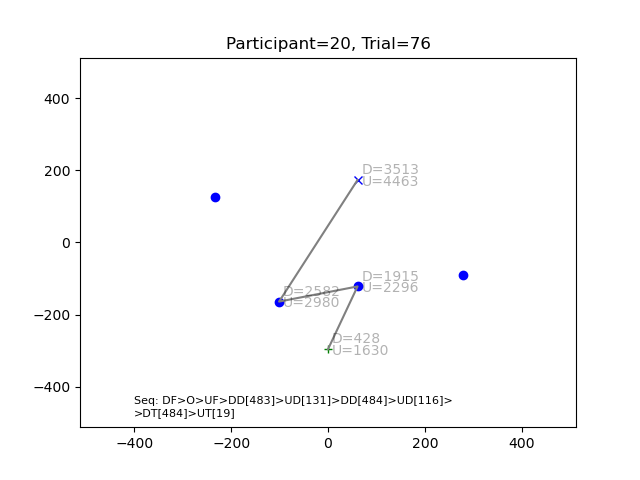 Participant=20, Trial=76
400
200
0
−200
−400
D=3513
U=4463
D=1915
U=2296
D=2582
U=2980
D=428
U=1630
Seq: DF>O>UF>DD[483]>UD[131]>DD[484]>UD[116]>
>DT[484]>UT[19]
−400
−200
0
200
400